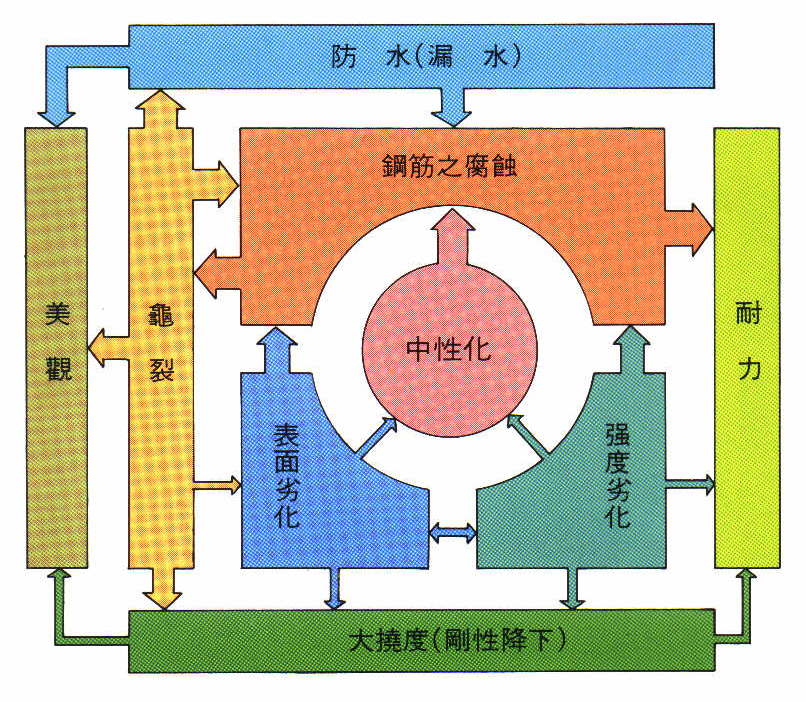 防 水(漏 水)
鋼筋之腐蝕
美觀
龜裂
中性化
耐力
表面劣化
强度劣化
大撓度(剛性降下)